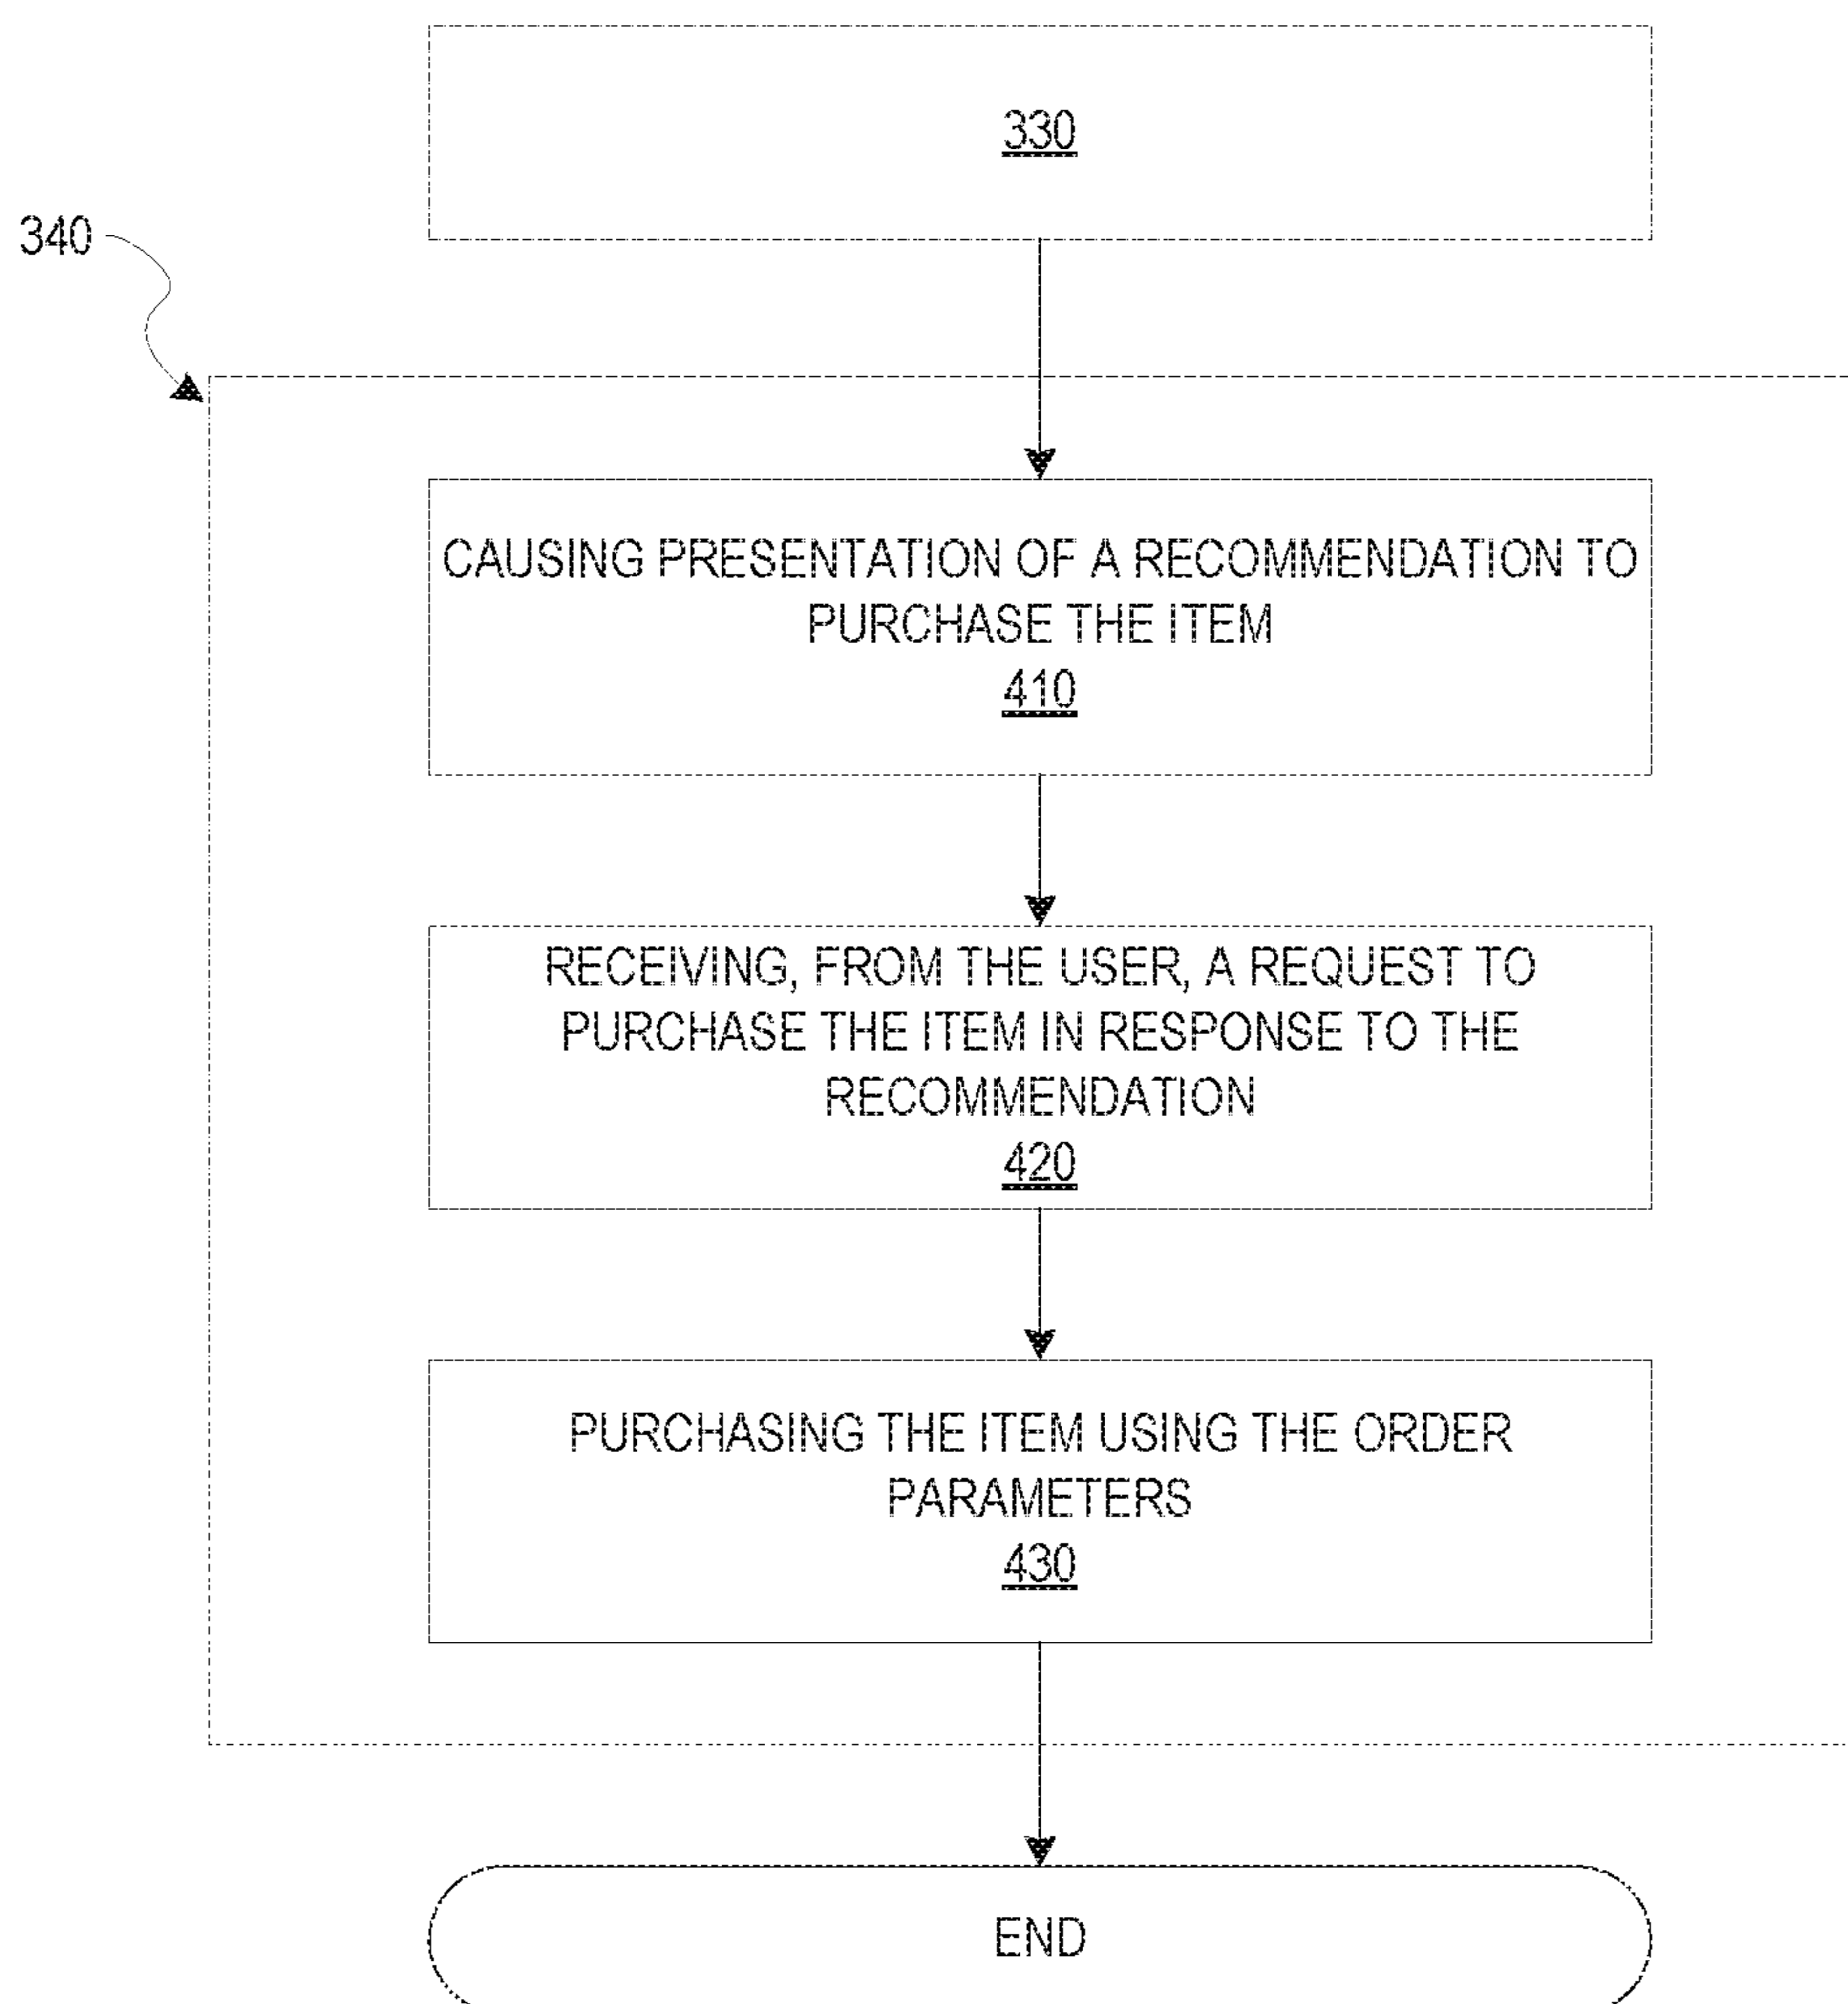 330
340
CAUSING PRESENTATION OF A RECOMMENDATION TO
PURCHASE THE ITEM
410
RECEIVING, FROM THE USER, A REQUEST TO
PURCHASE THE ITEM IN RESPONSE TO THE
RECOMMENDATION
420
PURCHASING THE ITEM USING THE ORDER
PARAMETERS
430
END